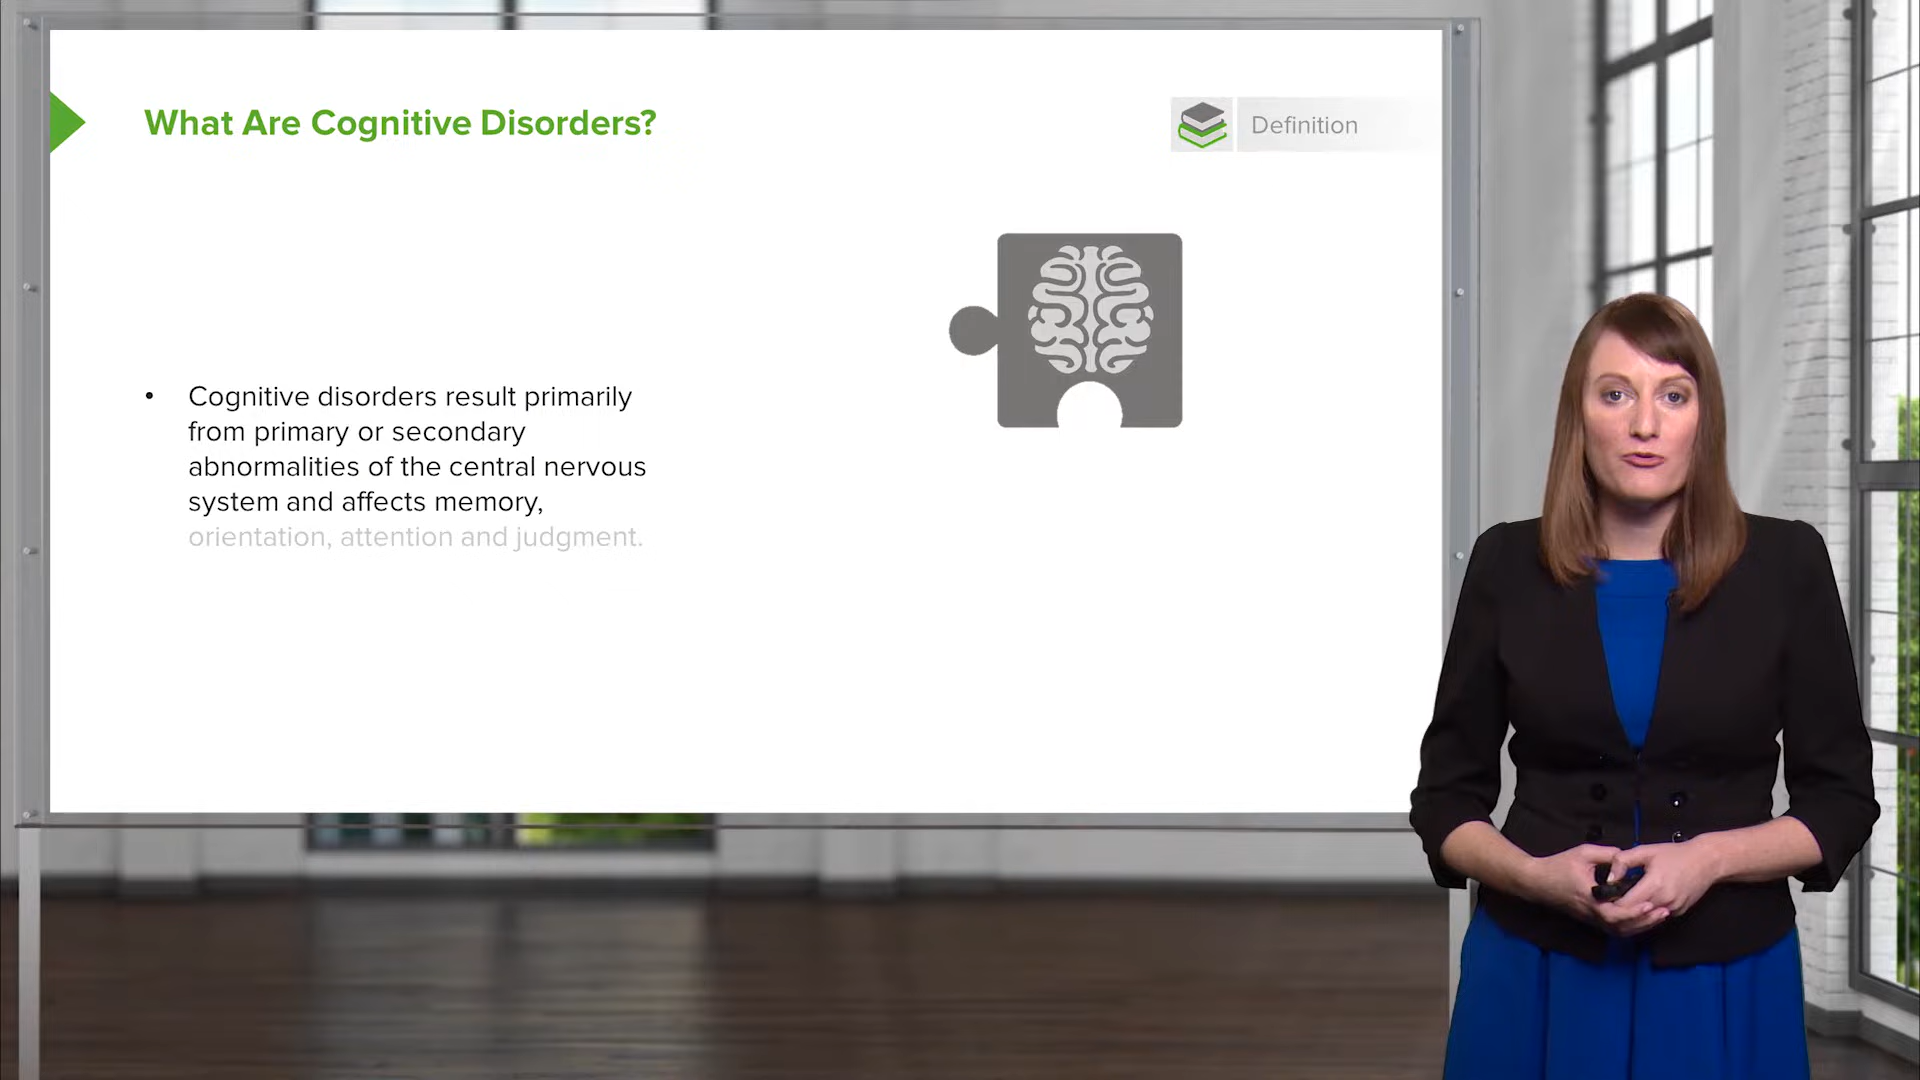 What Are Cognitive Disorders?
Definition
• Cognitive disorders result primarily
from primary or secondary
abnormalities of the central nervous
system and affects memory,
orientation, attention and judgment.